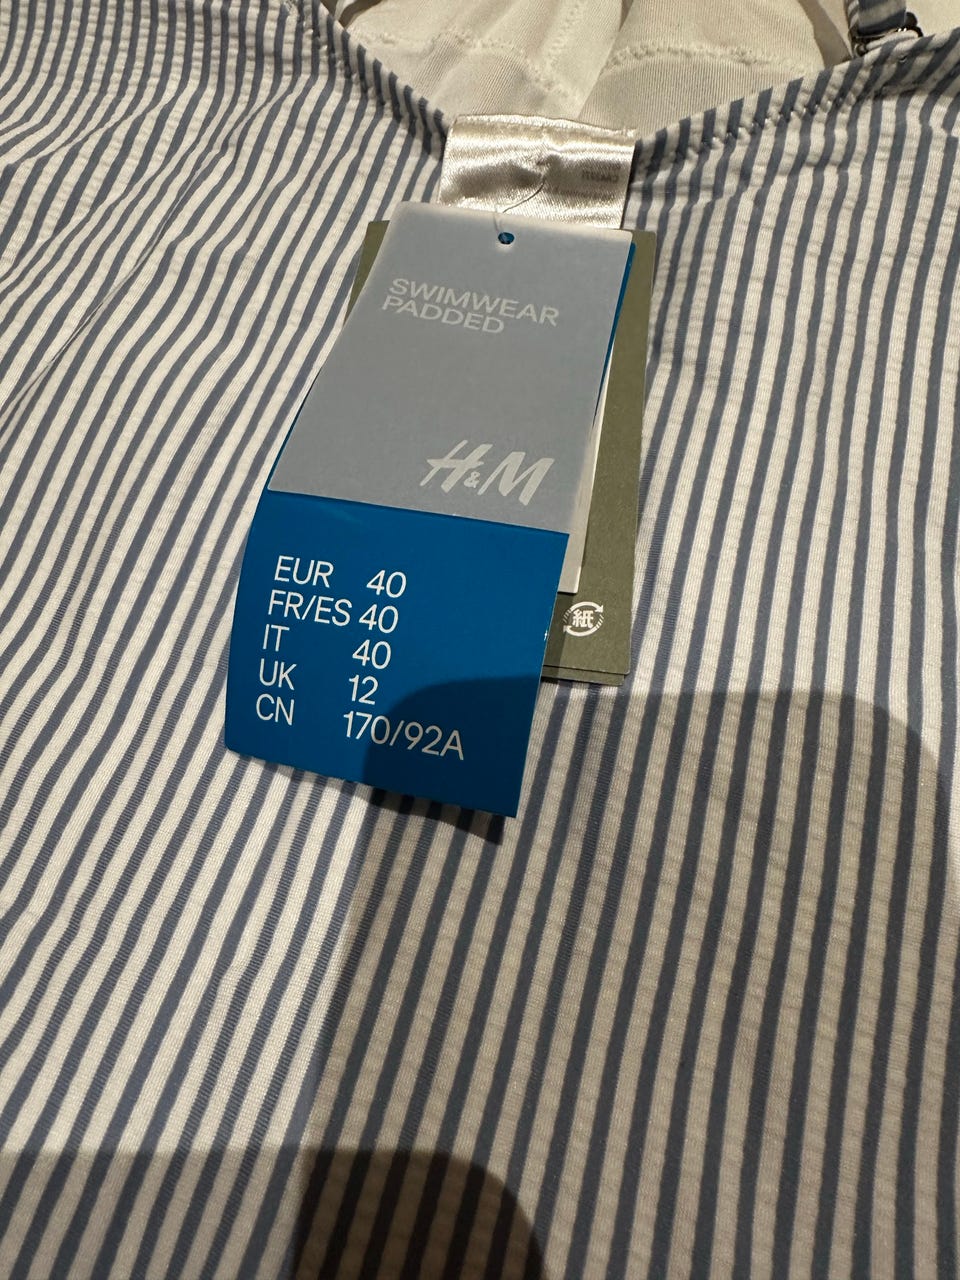 SWIMWEAR
PADDED
H&M
EUR 40
FR/ES 40
IT 40
UK 12
CN 170/92A
紙